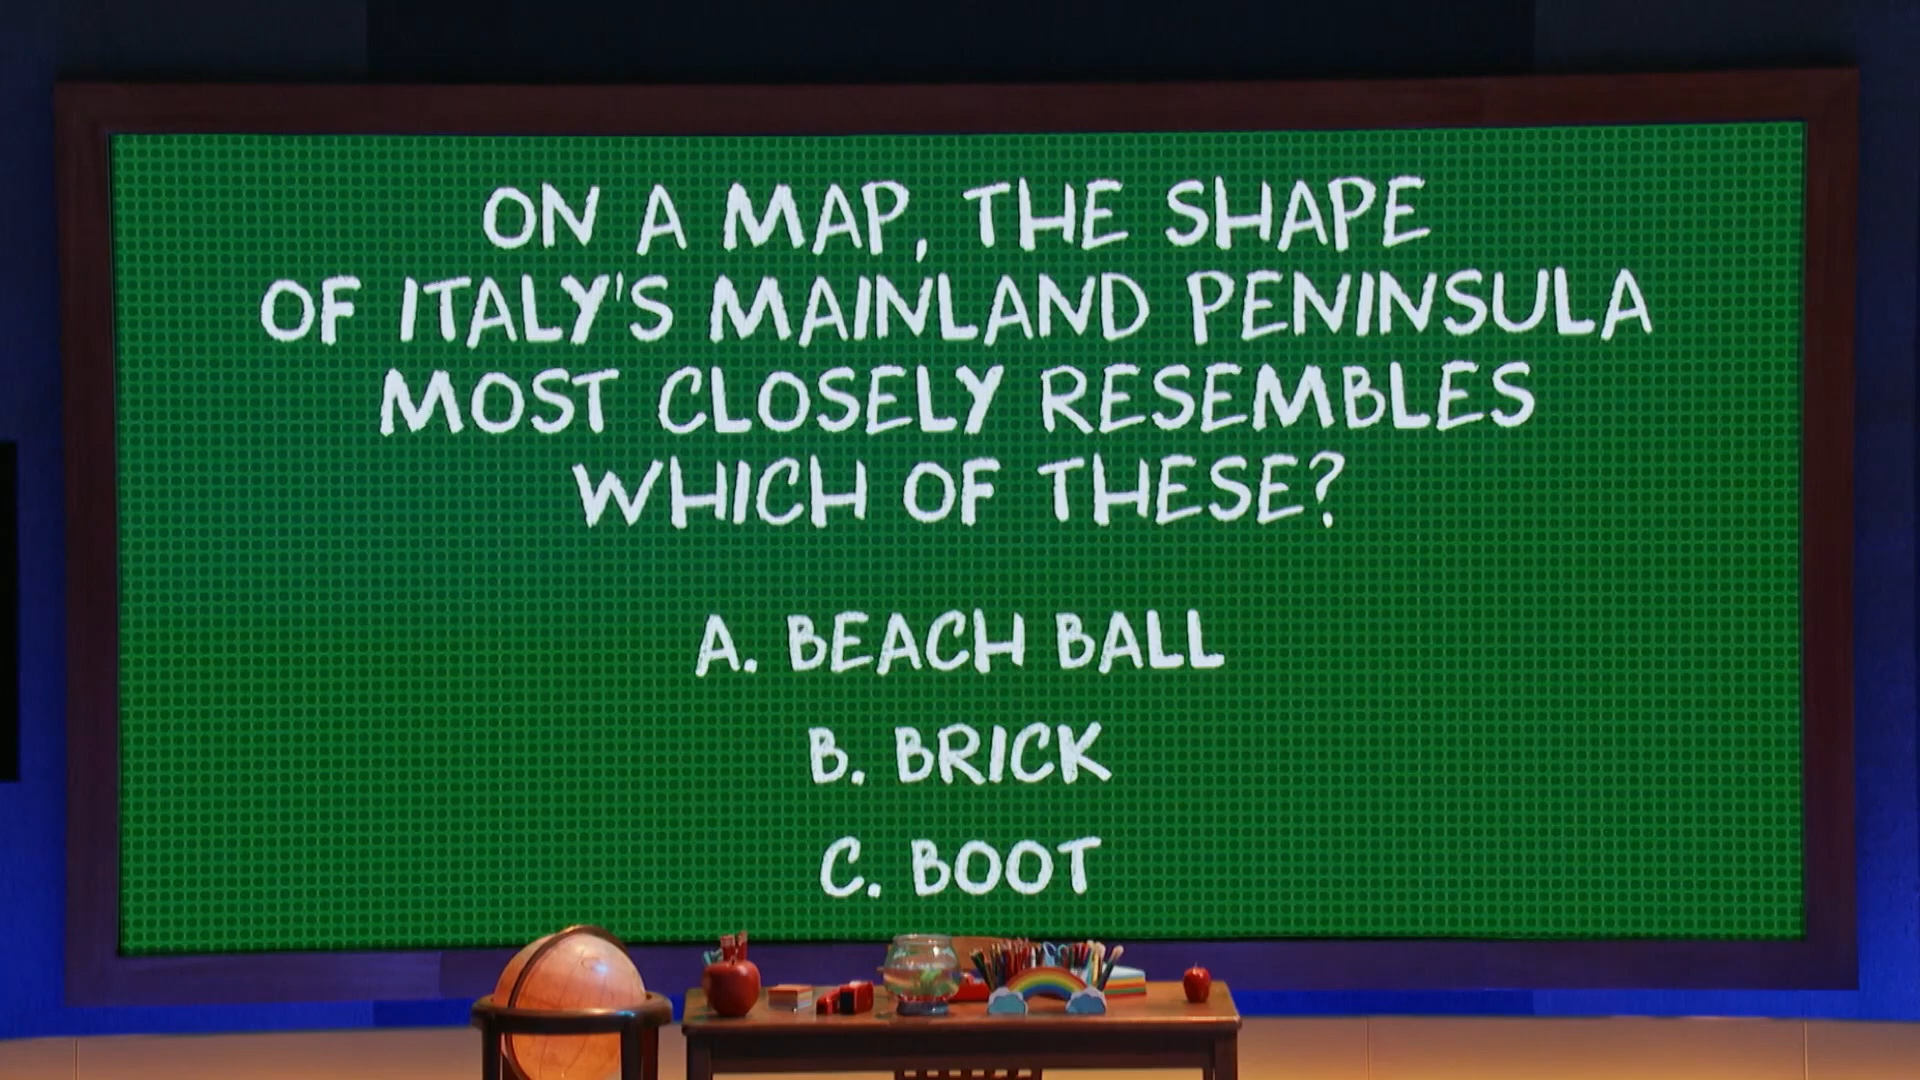 ON A MAP, THE SHAPE
OF ITALY'S MAINLAND PENINSULA
MOST CLOSELY RESEMBLES
WHICH OF THESE?
A. BEACH BALL
B. BRICK
C. BOOT